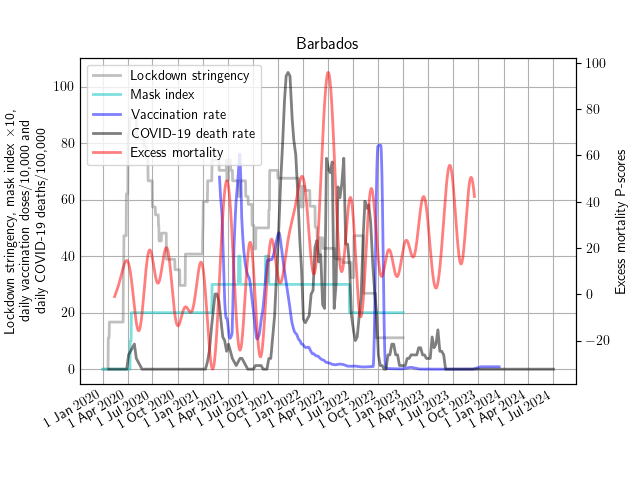 Barbados
Lockdown stringency
Mask index
Vaccination rate
COVID-19 death rate
Excess mortality
Lockdown stringency, mask index ×10,
daily vaccination doses/10,000 and
daily COVID-19 deaths/100,000
100
80
60
40
20
0
100
80
60
40
20
0
−20
Excess mortality P-scores
1 Jan 2020
1 Apr 2020
1 Jul 2020
1 Oct 2020
1 Jan 2021
1 Apr 2021
1 Jul 2021
1 Oct 2021
1 Jan 2022
1 Apr 2022
1 Jul 2022
1 Oct 2022
1 Jan 2023
1 Apr 2023
1 Jul 2023
1 Oct 2023
1 Jan 2024
1 Apr 2024
1 Jul 2024